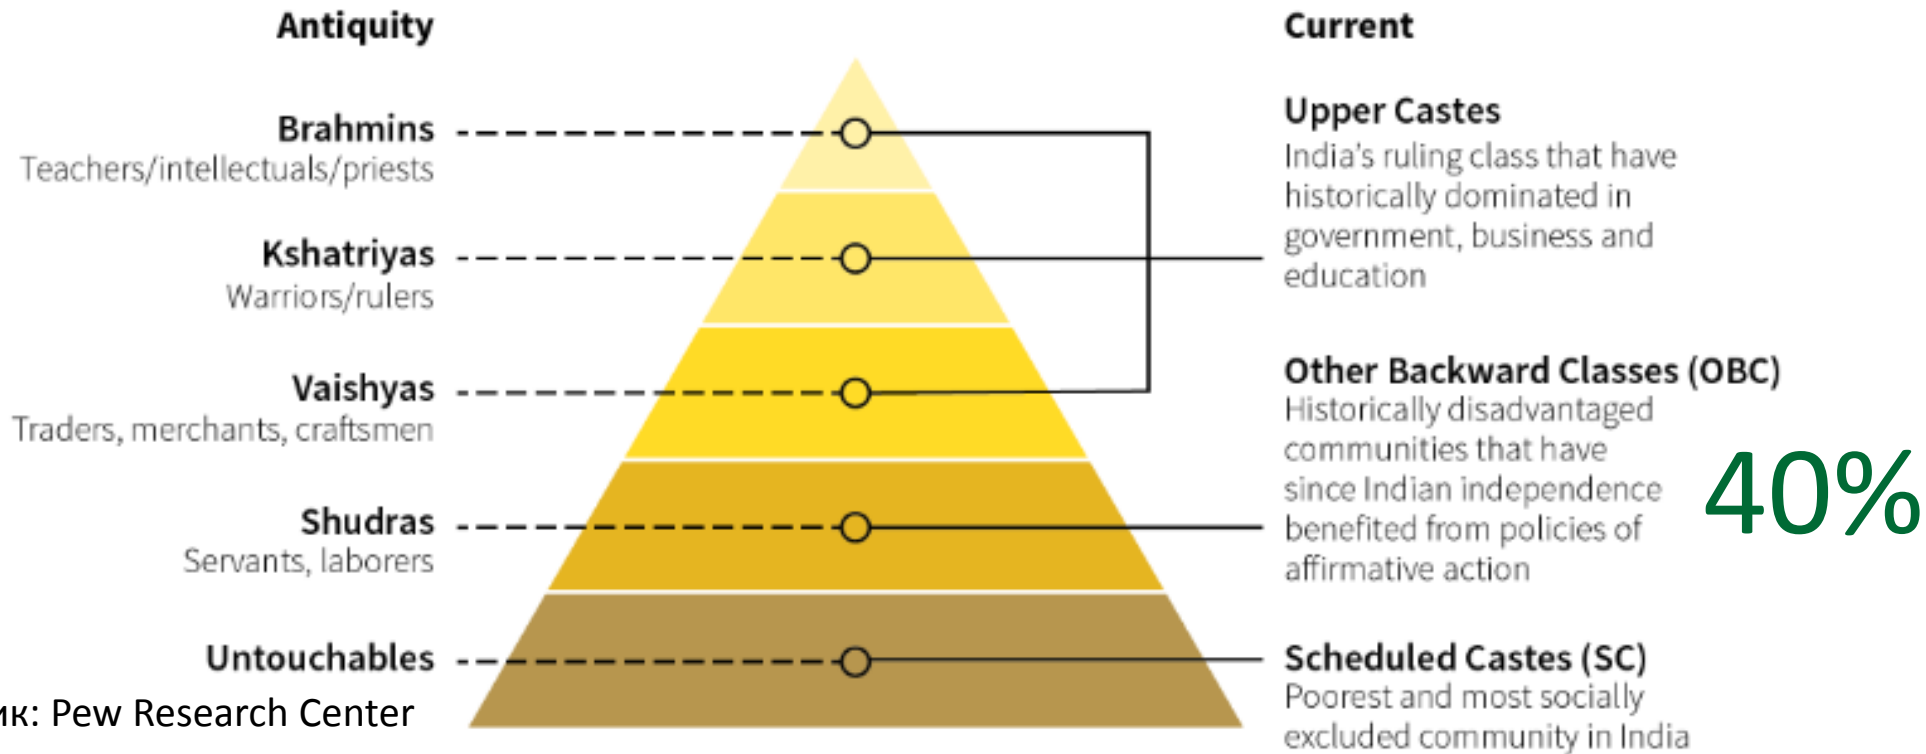 Antiquity
Brahmins
Teachers/intellectuals/priests
Kshatriyas
Warriors/rulers
Vaishyas
Traders, merchants, craftsmen
Shudras
Servants, laborers
Untouchables
Pew Research Center
Current
Upper Castes
India's ruling class that have
historically dominated in
government, business and
education
Other Backward Classes (OBC)
Historically disadvantaged
communities that have
since Indian independence
benefited from policies of
affirmative action
40%
Scheduled Castes (SC)
Poorest and most socially
excluded community in India